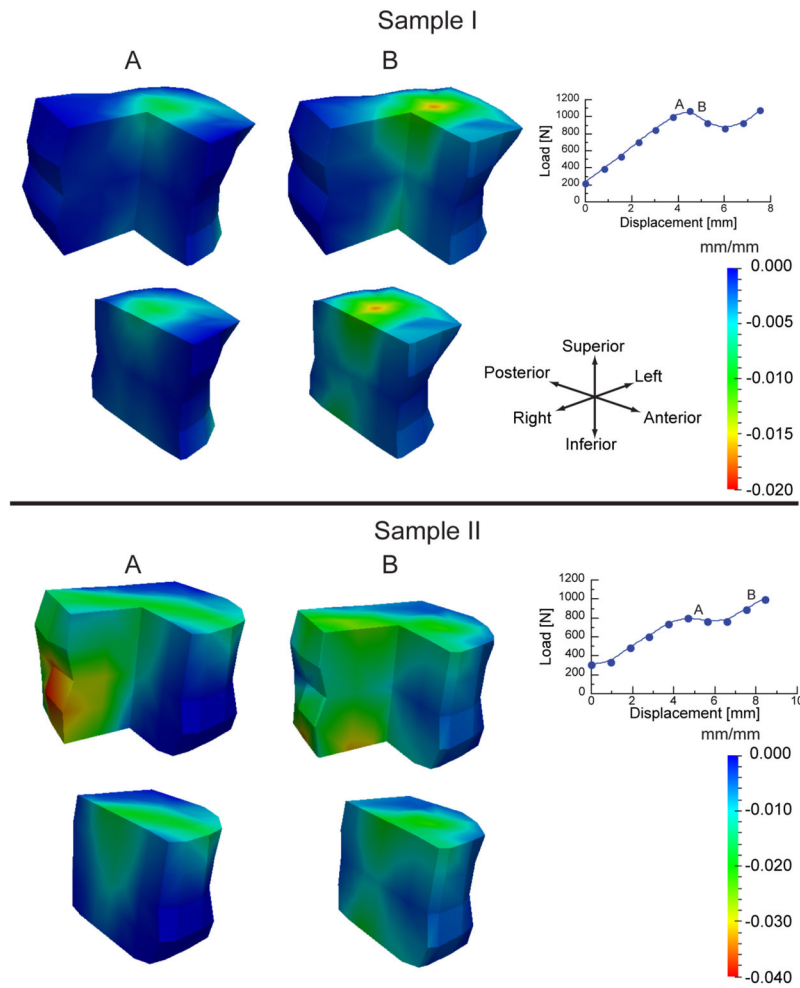 Sample I
A
B
1200
1000
800
600
400
200
0
Load [N]
A
B
0
2
4
6
8
Displacement [mm]
mm/mm
0.000
-0.005
-0.010
-0.015
-0.020
Superior
Posterior
Left
Right
Anterior
Inferior
Sample II
A
B
1200
1000
800
600
400
200
0
Load [N]
A
B
0
2
4
6
8
10
Displacement [mm]
mm/mm
0.000
-0.010
-0.020
-0.030
-0.040